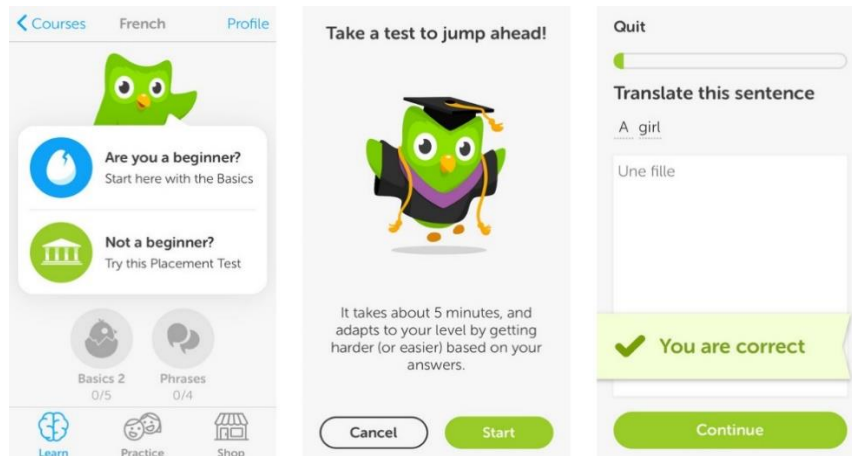 Courses French Profile
Are you a beginner?
Start here with the Basics
Not a beginner?
Try this Placement Test
Basics 2 Phrases
0/5 0/4
Learn Practice Shop
Take a test to jump ahead!
It takes about 5 minutes, and
adapts to your level by getting
harder (or easier) based on your
answers.
Cancel Start
Quit
Translate this sentence
A girl
Une fille
You are correct
Continue